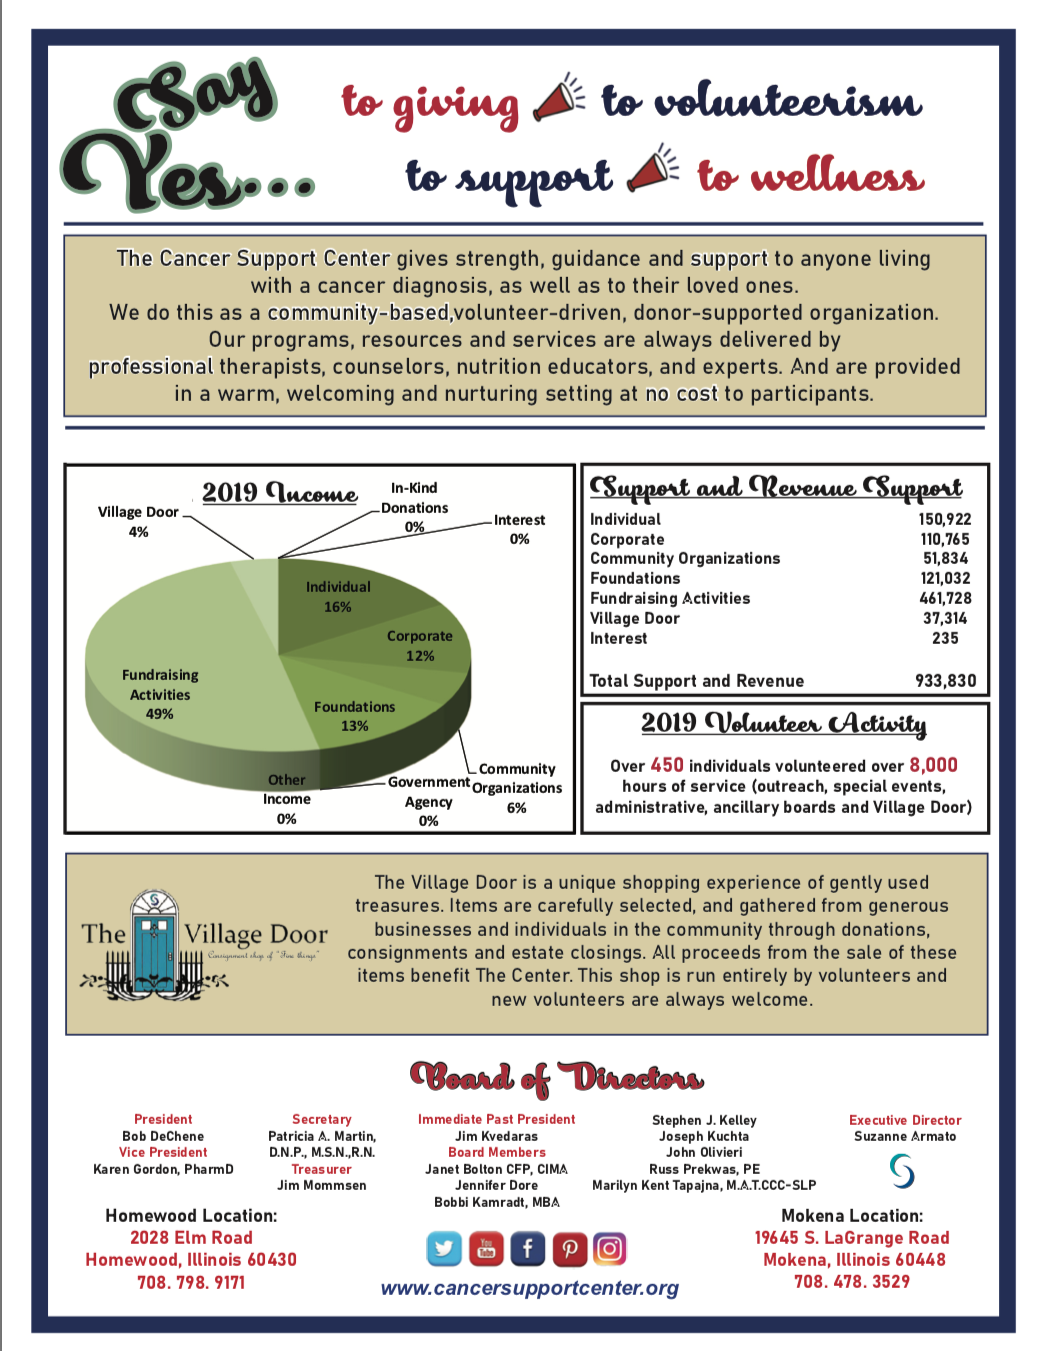 Say
Yes...
to giving to volunteerism
to support to wellness
The Cancer Support Center gives strength, guidance and support to anyone living
with a cancer diagnosis, as well as to their loved ones.
We do this as a community-based,volunteer-driven, donor-supported organization.
Our programs, resources and services are always delivered by
professional therapists, counselors, nutrition educators, and experts. And are provided
in a warm, welcoming and nurturing setting at no cost to participants.
2019 Income
Village Door
4%
In-Kind
Donations
0%
Interest
0%
Individual
16%
Corporate
12%
Fundraising
Activities
49%
Foundations
13%
Other
Income
0%
Government
Agency
0%
Community
Organizations
6%
Support and Revenue Support
Individual 150,922
Corporate 110,765
Community Organizations 51,834
Foundations 121,032
Fundraising Activities 461,728
Village Door 37,314
Interest 235
Total Support and Revenue 933,830
2019 Volunteer Activity
Over 450 individuals volunteered over 8,000
hours of service (outreach, special events,
administrative, ancillary boards and Village Door)
The Village Door
Consignment shop of "Fine things"
The Village Door is a unique shopping experience of gently used
treasures. Items are carefully selected, and gathered from generous
businesses and individuals in the community through donations,
consignments and estate closings. All proceeds from the sale of these
items benefit The Center. This shop is run entirely by volunteers and
new volunteers are always welcome.
Board of Directors
President
Bob DeChene
Vice President
Karen Gordon, PharmD
Secretary
Patricia A. Martin,
D.N.P., M.S.N.,R.N.
Treasurer
Jim Mommsen
Immediate Past President
Jim Kvedaras
Board Members
Janet Bolton CFP, CIMA
Jennifer Dore
Bobbi Kamradt, MBA
Stephen J. Kelley
Joseph Kuchta
John Olivieri
Russ Prekwas, PE
Marilyn Kent Tapajna, M.A.T.CCC-SLP
Executive Director
Suzanne Armato
Homewood Location:
2028 Elm Road
Homewood, Illinois 60430
708. 798. 9171
You
Tube
www.cancersupportcenter.org
Mokena Location:
19645 S. LaGrange Road
Mokena, Illinois 60448
708. 478. 3529